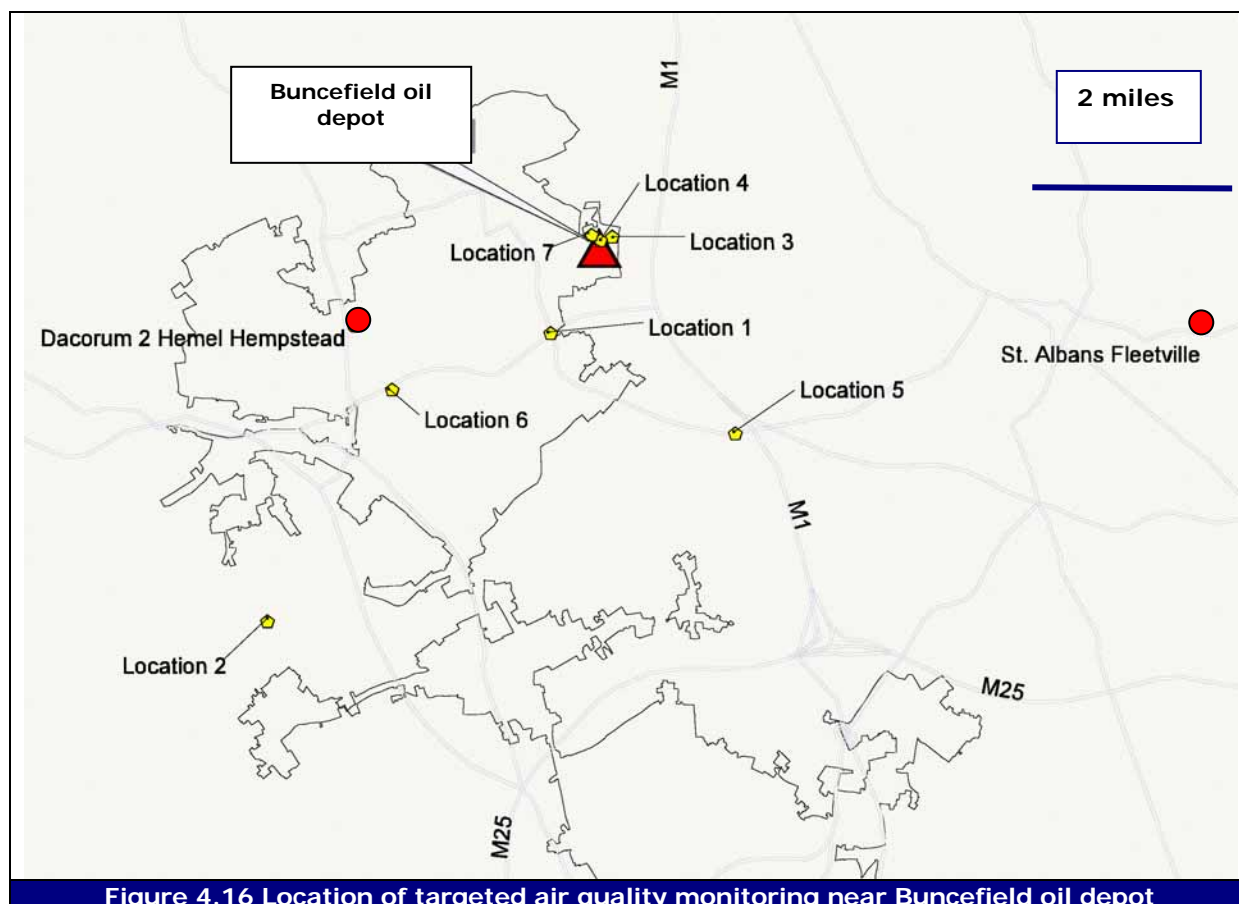 M1
Buncefield oil
depot
2 miles
Location 4
Location 7
Location 3
Dacorum 2 Hemel Hempstead
Location 1
St. Albans Fleetville
Location 5
Location 6
M1
Location 2
M25
M25
Figure 4.16 Location of targeted air quality monitoring near Buncefield oil depot